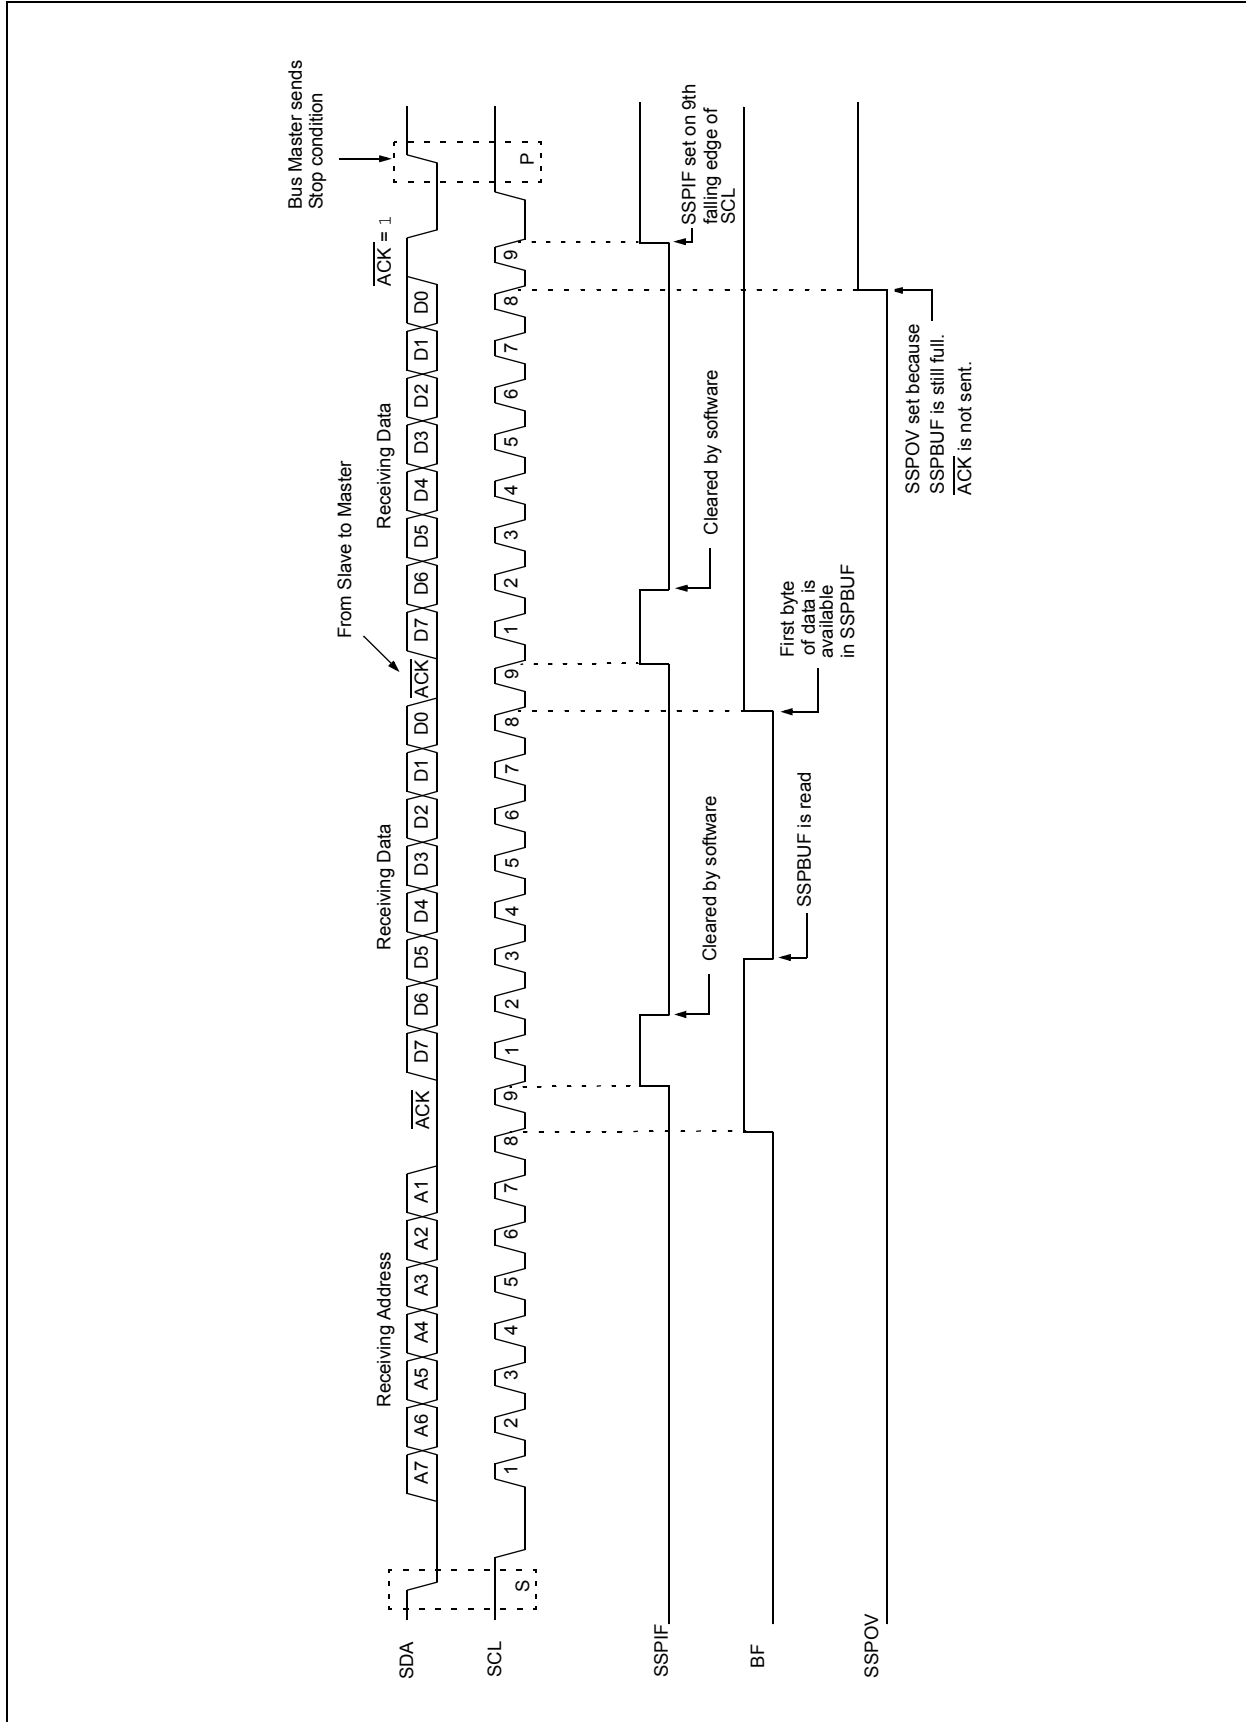 Bus Master sends
Stop condition
From Slave to Master
Receiving Address
Receiving Data
Receiving Data
A̅C̅K̅ = 1
SDA
A7 A6 A5 A4 A3 A2 A1
A̅C̅K̅
D7 D6 D5 D4 D3 D2 D1 D0
A̅C̅K̅
D7 D6 D5 D4 D3 D2 D1 D0
SCL
S
1 2 3 4 5 6 7 8 9
1 2 3 4 5 6 7 8 9
1 2 3 4 5 6 7 8 9
P
SSPIF
Cleared by software
Cleared by software
SSPIF set on 9th
falling edge of
SCL
BF
SSPBUF is read
First byte
of data is
available
in SSPBUF
SSPOV
SSPOV set because
SSPBUF is still full.
A̅C̅K̅ is not sent.